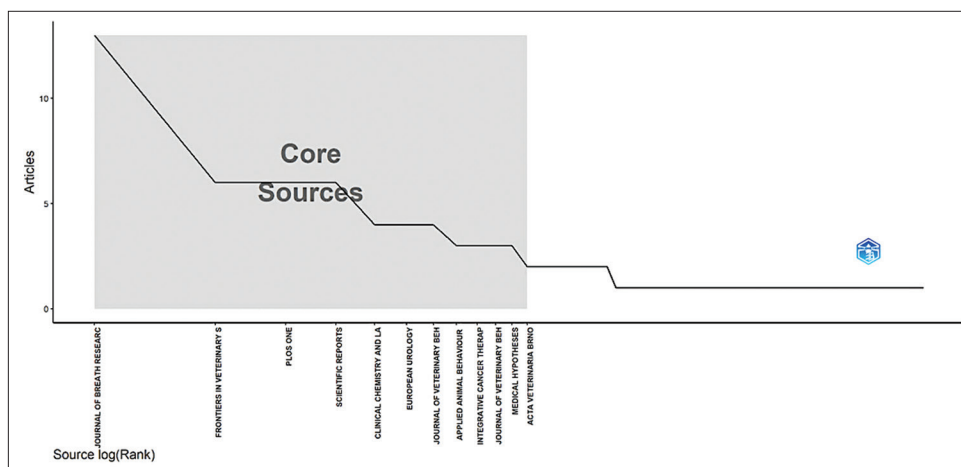 10
5
0
Articles
Core
Sources
JOURNAL OF BREATH RESEARC
FRONTIERS IN VETERINARY S
PLOS ONE
SCIENTIFIC REPORTS
CLINICAL CHEMISTRY AND LA
EUROPEAN UROLOGY
JOURNAL OF VETERINARY BEH
APPLIED ANIMAL BEHAVIOUR
INTEGRATIVE CANCER THERAP
JOURNAL OF VETERINARY BEH
MEDICAL HYPOTHESES
ACTA VETERINARIA BRNO
Source log(Rank)